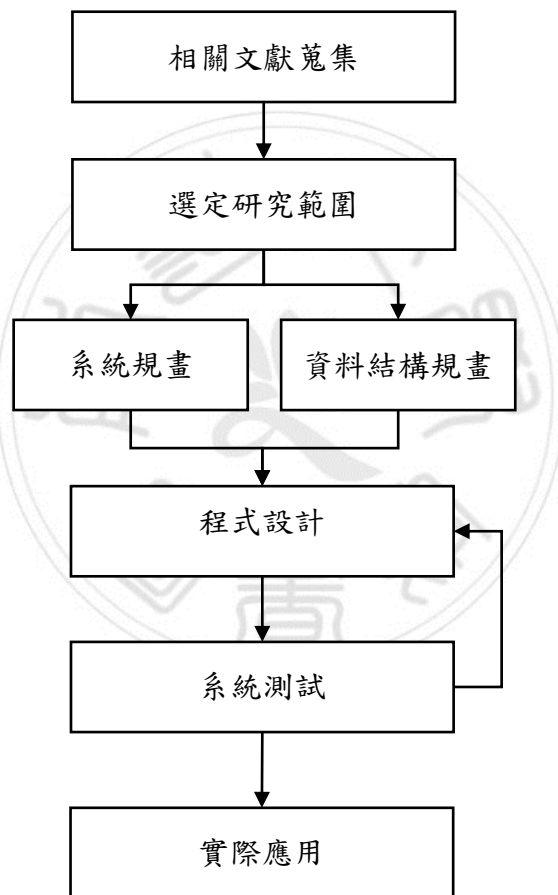 相關文獻蒐集
選定研究範圍
系統規畫
資料結構規畫
程式設計
系統測試
實際應用